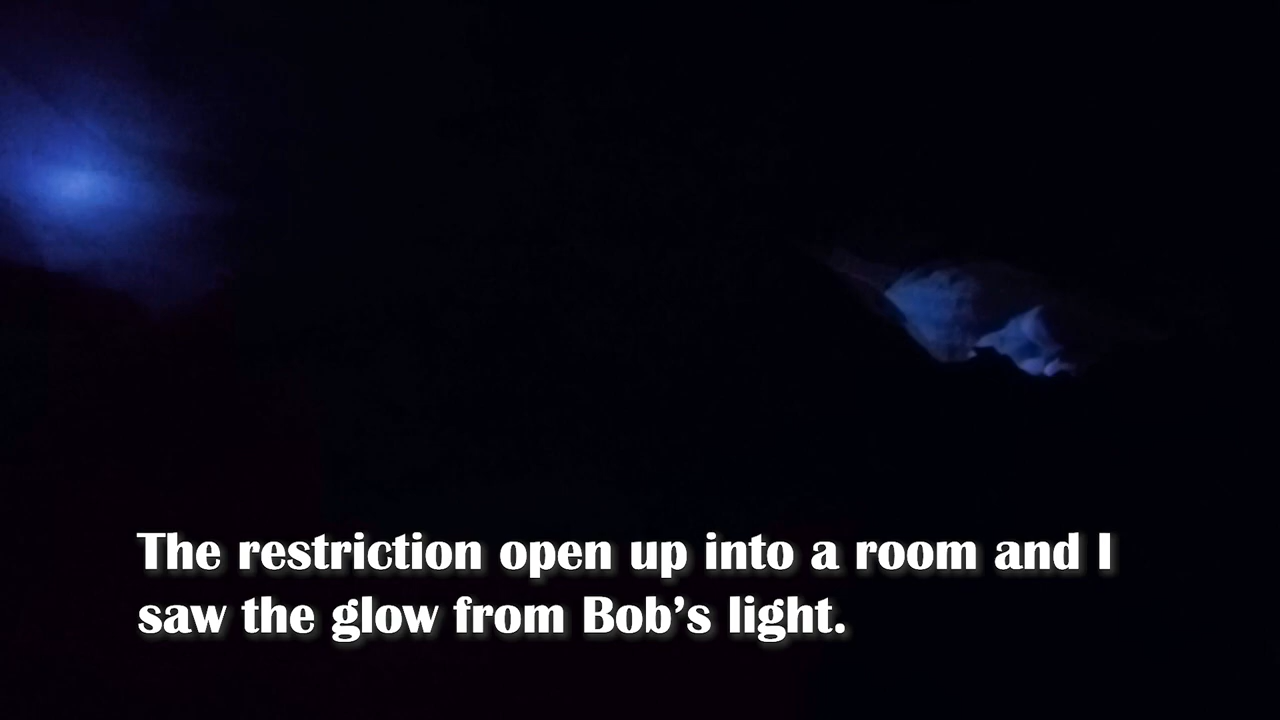 The restriction open up into a room and I
saw the glow from Bob’s light.